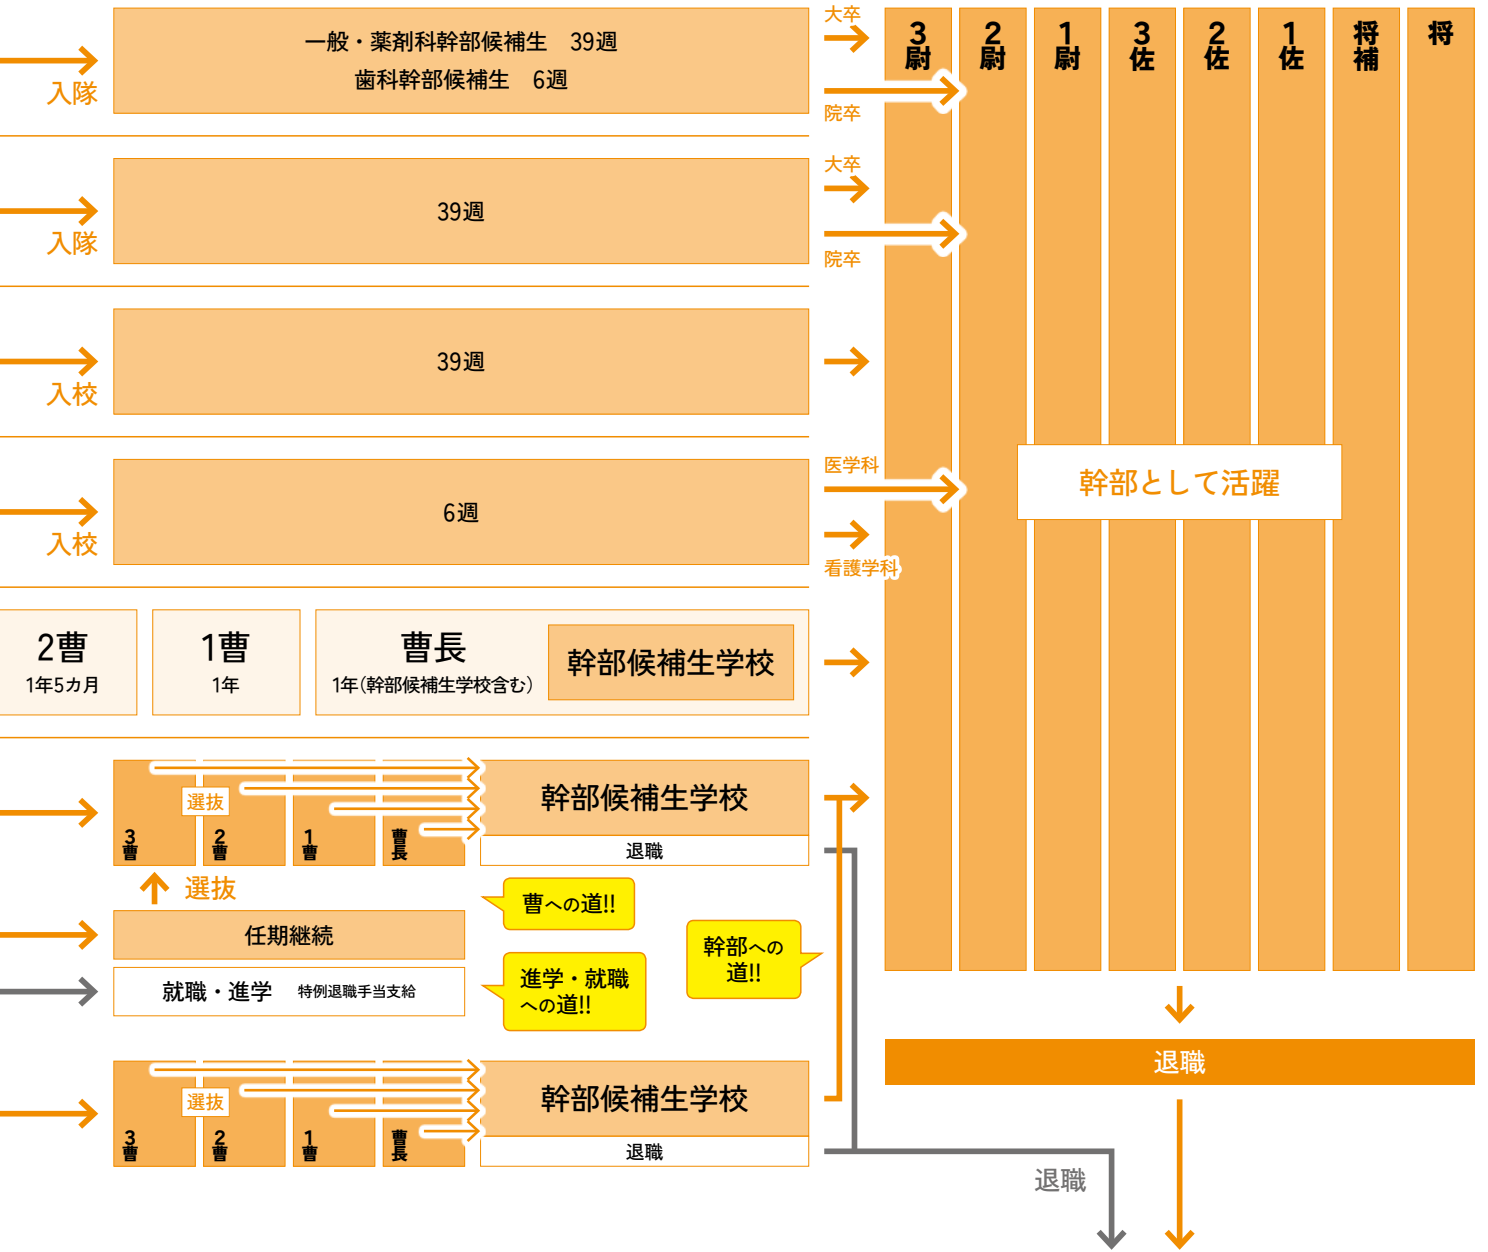 入隊
一般・薬剤科幹部候補生　39週
歯科幹部候補生　6週
大卒
院卒
3尉
2尉
1尉
3佐
2佐
1佐
将補
将
入隊
39週
大卒
院卒
入校
39週
入校
6週
医学科
看護学科
幹部として活躍
2曹
1年5カ月
1曹
1年
曹長
1年(幹部候補生学校含む)
幹部候補生学校
選抜
3曹
2曹
1曹
曹長
幹部候補生学校
退職
選抜
任期継続
就職・進学　特例退職手当支給
曹への道!!
進学・就職
への道!!
幹部への
道!!
選抜
3曹
2曹
1曹
曹長
幹部候補生学校
退職
退職
退職